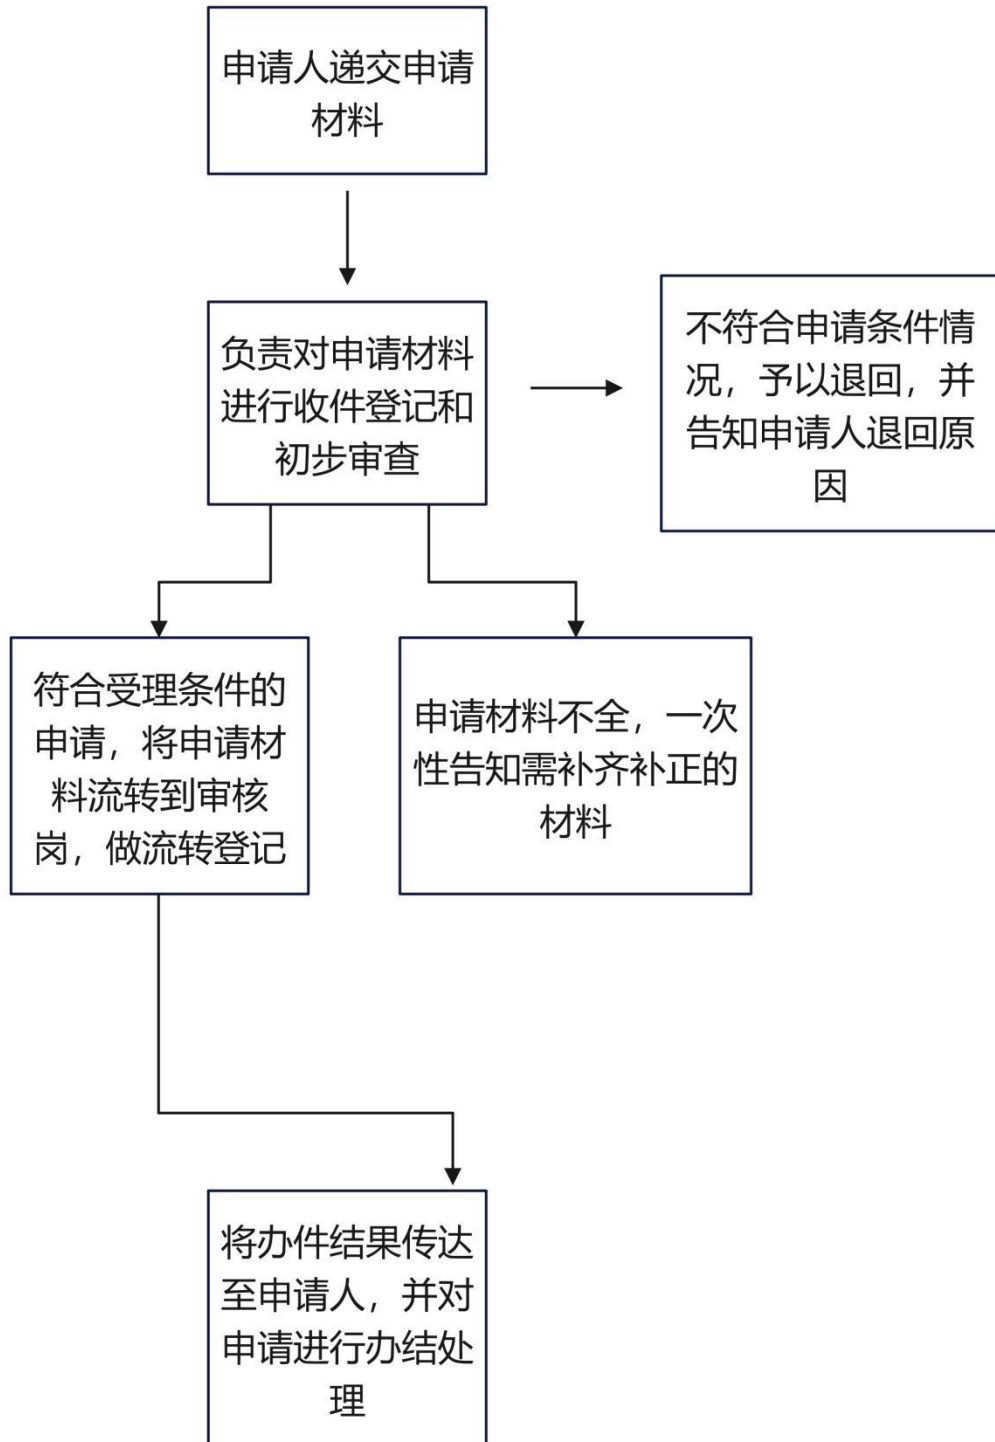 申请人递交申请
材料
负责对申请材料
进行收件登记和
初步审查
不符合申请条件情
况，予以退回，并
告知申请人退回原
因
符合受理条件的
申请，将申请材
料流转到审核
岗，做流转登记
申请材料不全，一次
性告知需补齐补正的
材料
将办件结果传达
至申请人，并对
申请进行办结处
理